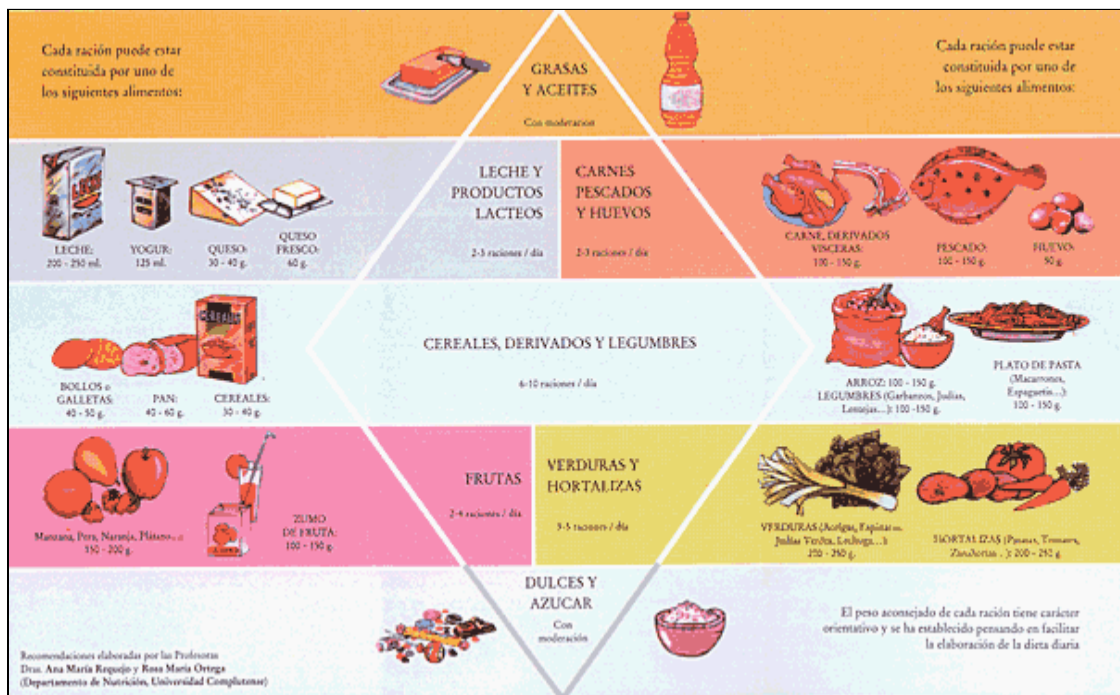 Cada ración puede estar
constituida por uno de
los siguientes alimentos:
GRASAS
Y ACEITES
Con moderacion
Cada ración puede estar
constituida por uno de
los siguientes alimentos:
LECHE:
200 - 250 ml.
YOGUR:
125 ml.
QUESO:
30 - 40 g.
QUESO
FRESCO:
60 g.
LECHE Y
PRODUCTOS
LACTEOS
2-3 raciones / día
CARNES
PESCADOS
Y HUEVOS
2-3 raciones / día
CARNE, DERIVADOS
VISCERAS:
100 - 150 g.
PESCADO:
100 - 150 g.
HUEVO:
50 g.
CEREALES
BOLLOS o
GALLETAS:
40 - 50 g.
PAN:
40 - 60 g.
CEREALES:
30 - 40 g.
CEREALES, DERIVADOS Y LEGUMBRES
6-10 raciones / día
ARROZ: 100 - 150 g.
LEGUMBRES (Garbanzos, Judias,
Lentejas...): 100 -150 g.
PLATO DE PASTA
(Macarrones,
Espaguetis...):
100 - 150 g.
Manzana, Pera, Naranja, Plátano
150 - 200 g.
ZUMO
DE FRUTA:
100 - 150 g.
FRUTAS
2-4 raciones / día
VERDURAS Y
HORTALIZAS
3-5 raciones / día
VERDURAS (Acelgas, Espinacas,
Judías Verdes, Lechuga...)
200 - 250 g.
HORTALIZAS (Tomates,
Zanahorias...): 200 - 250 g
DULCES Y
AZUCAR
Con
moderación
Recomendaciones elaboradas por las Profesoras
Dras. Ana María Requejo y Rosa María Ortega
(Departamento de Nutrición, Universidad Complutense)
El peso aconsejado de cada ración tiene carácter
orientativo y se ha establecido pensando en facilitar
la elaboración de la dieta diaria